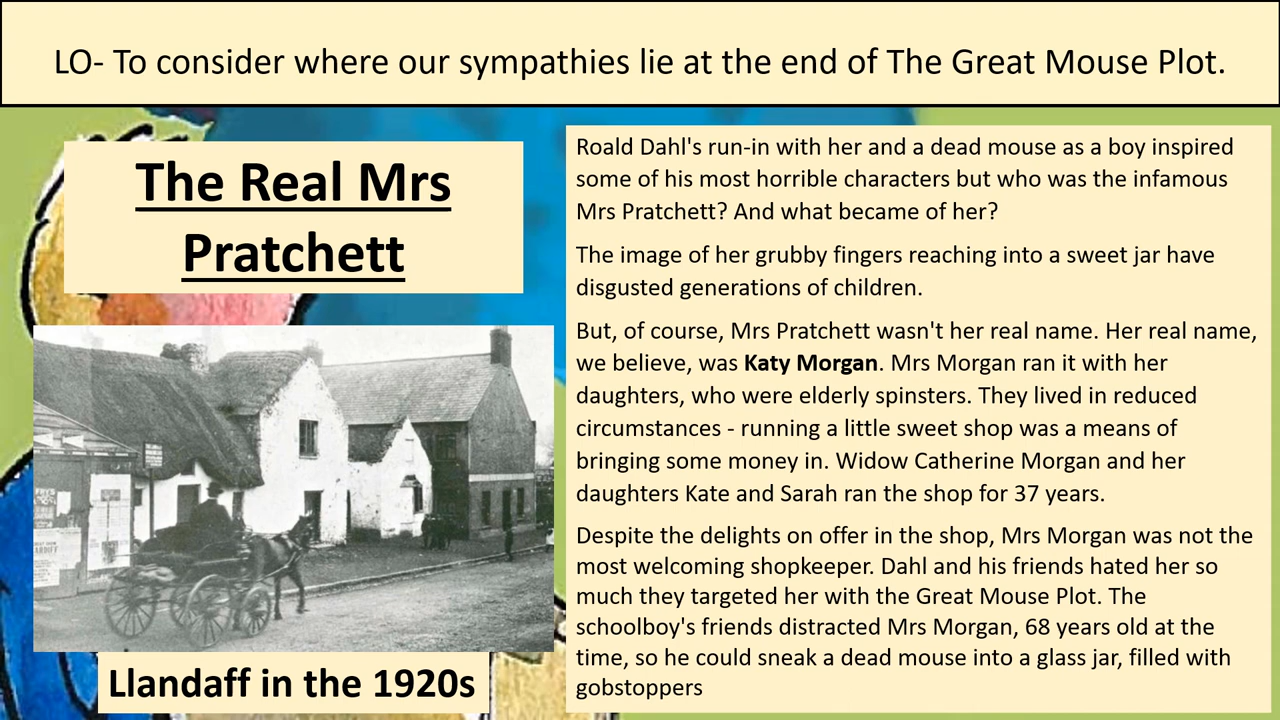 LO- To consider where our sympathies lie at the end of The Great Mouse Plot.
The Real Mrs
Pratchett
Llandaff in the 1920s
Roald Dahl's run-in with her and a dead mouse as a boy inspired
some of his most horrible characters but who was the infamous
Mrs Pratchett? And what became of her?
The image of her grubby fingers reaching into a sweet jar have
disgusted generations of children.
But, of course, Mrs Pratchett wasn't her real name. Her real name,
we believe, was Katy Morgan. Mrs Morgan ran it with her
daughters, who were elderly spinsters. They lived in reduced
circumstances - running a little sweet shop was a means of
bringing some money in. Widow Catherine Morgan and her
daughters Kate and Sarah ran the shop for 37 years.
Despite the delights on offer in the shop, Mrs Morgan was not the
most welcoming shopkeeper. Dahl and his friends hated her so
much they targeted her with the Great Mouse Plot. The
schoolboy's friends distracted Mrs Morgan, 68 years old at the
time, so he could sneak a dead mouse into a glass jar, filled with
gobstoppers